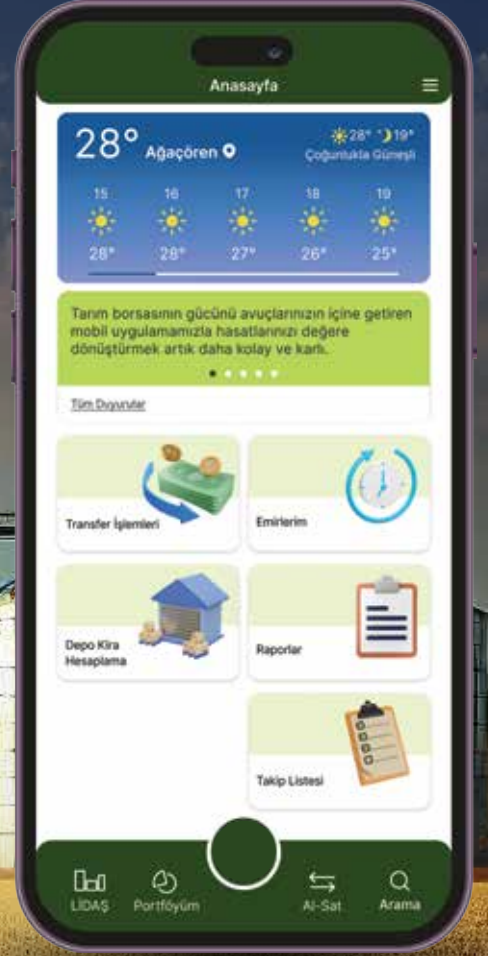 Anasayfa
28° Ağaçören
28° 19°
Çoğunlukla Güneşli
15 16 17 18 19
28° 28° 27° 26° 25°
Tarım borsasının gücünü avuçlarınızın içine getiren
mobil uygulamamızla hasatlarınızı değere
dönüştürmek artık daha kolay ve karlı.
Tüm Duyurular
Transfer İşlemleri
Emirlerim
Depo Kira
Hesaplama
Raporlar
Takip Listesi
LİDAŞ Portföyüm Al-Sat Arama